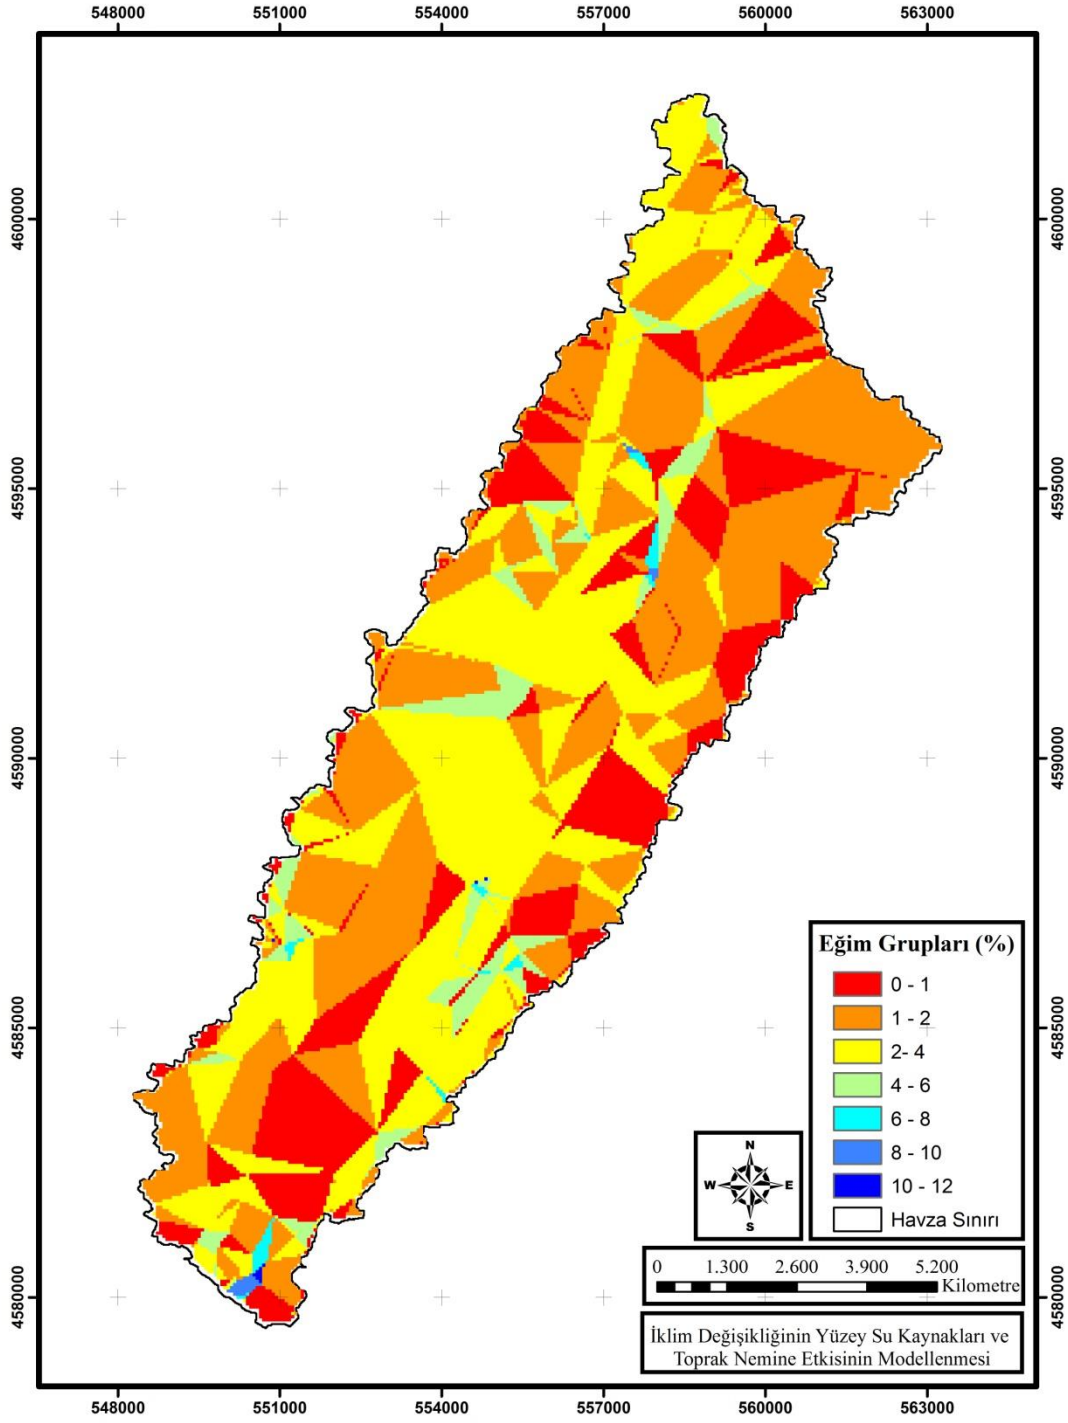 548000 551000 554000 557000 560000 563000
4600000 4600000
4595000 4595000
4590000 4590000
4585000 4585000
4580000 4580000
Eğim Grupları (%)
0 - 1
1 - 2
2- 4
4 - 6
6 - 8
8 - 10
10 - 12
Havza Sınırı
N
W E
S
0 1.300 2.600 3.900 5.200
Kilometre
İklim Değişikliğinin Yüzey Su Kaynakları ve
Toprak Nemine Etkisinin Modellenmesi
548000 551000 554000 557000 560000 563000